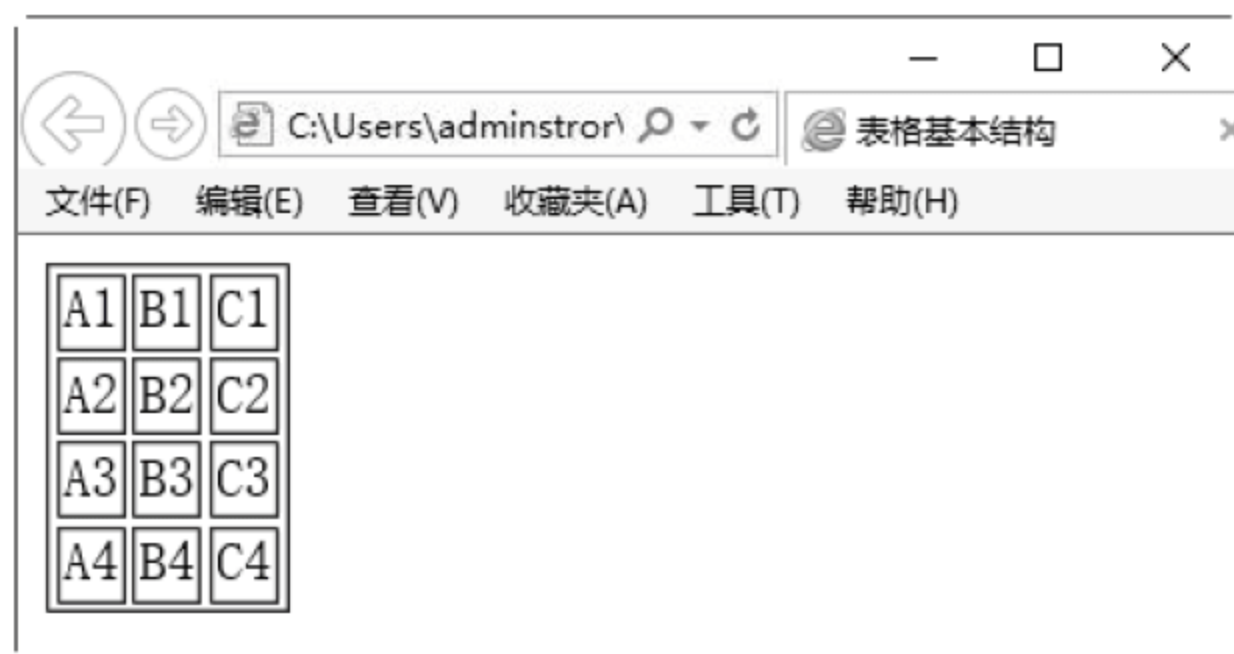 C:\Users\adminstror\ 表格基本结构
文件(F) 编辑(E) 查看(V) 收藏夹(A) 工具(T) 帮助(H)
A1 B1 C1
A2 B2 C2
A3 B3 C3
A4 B4 C4